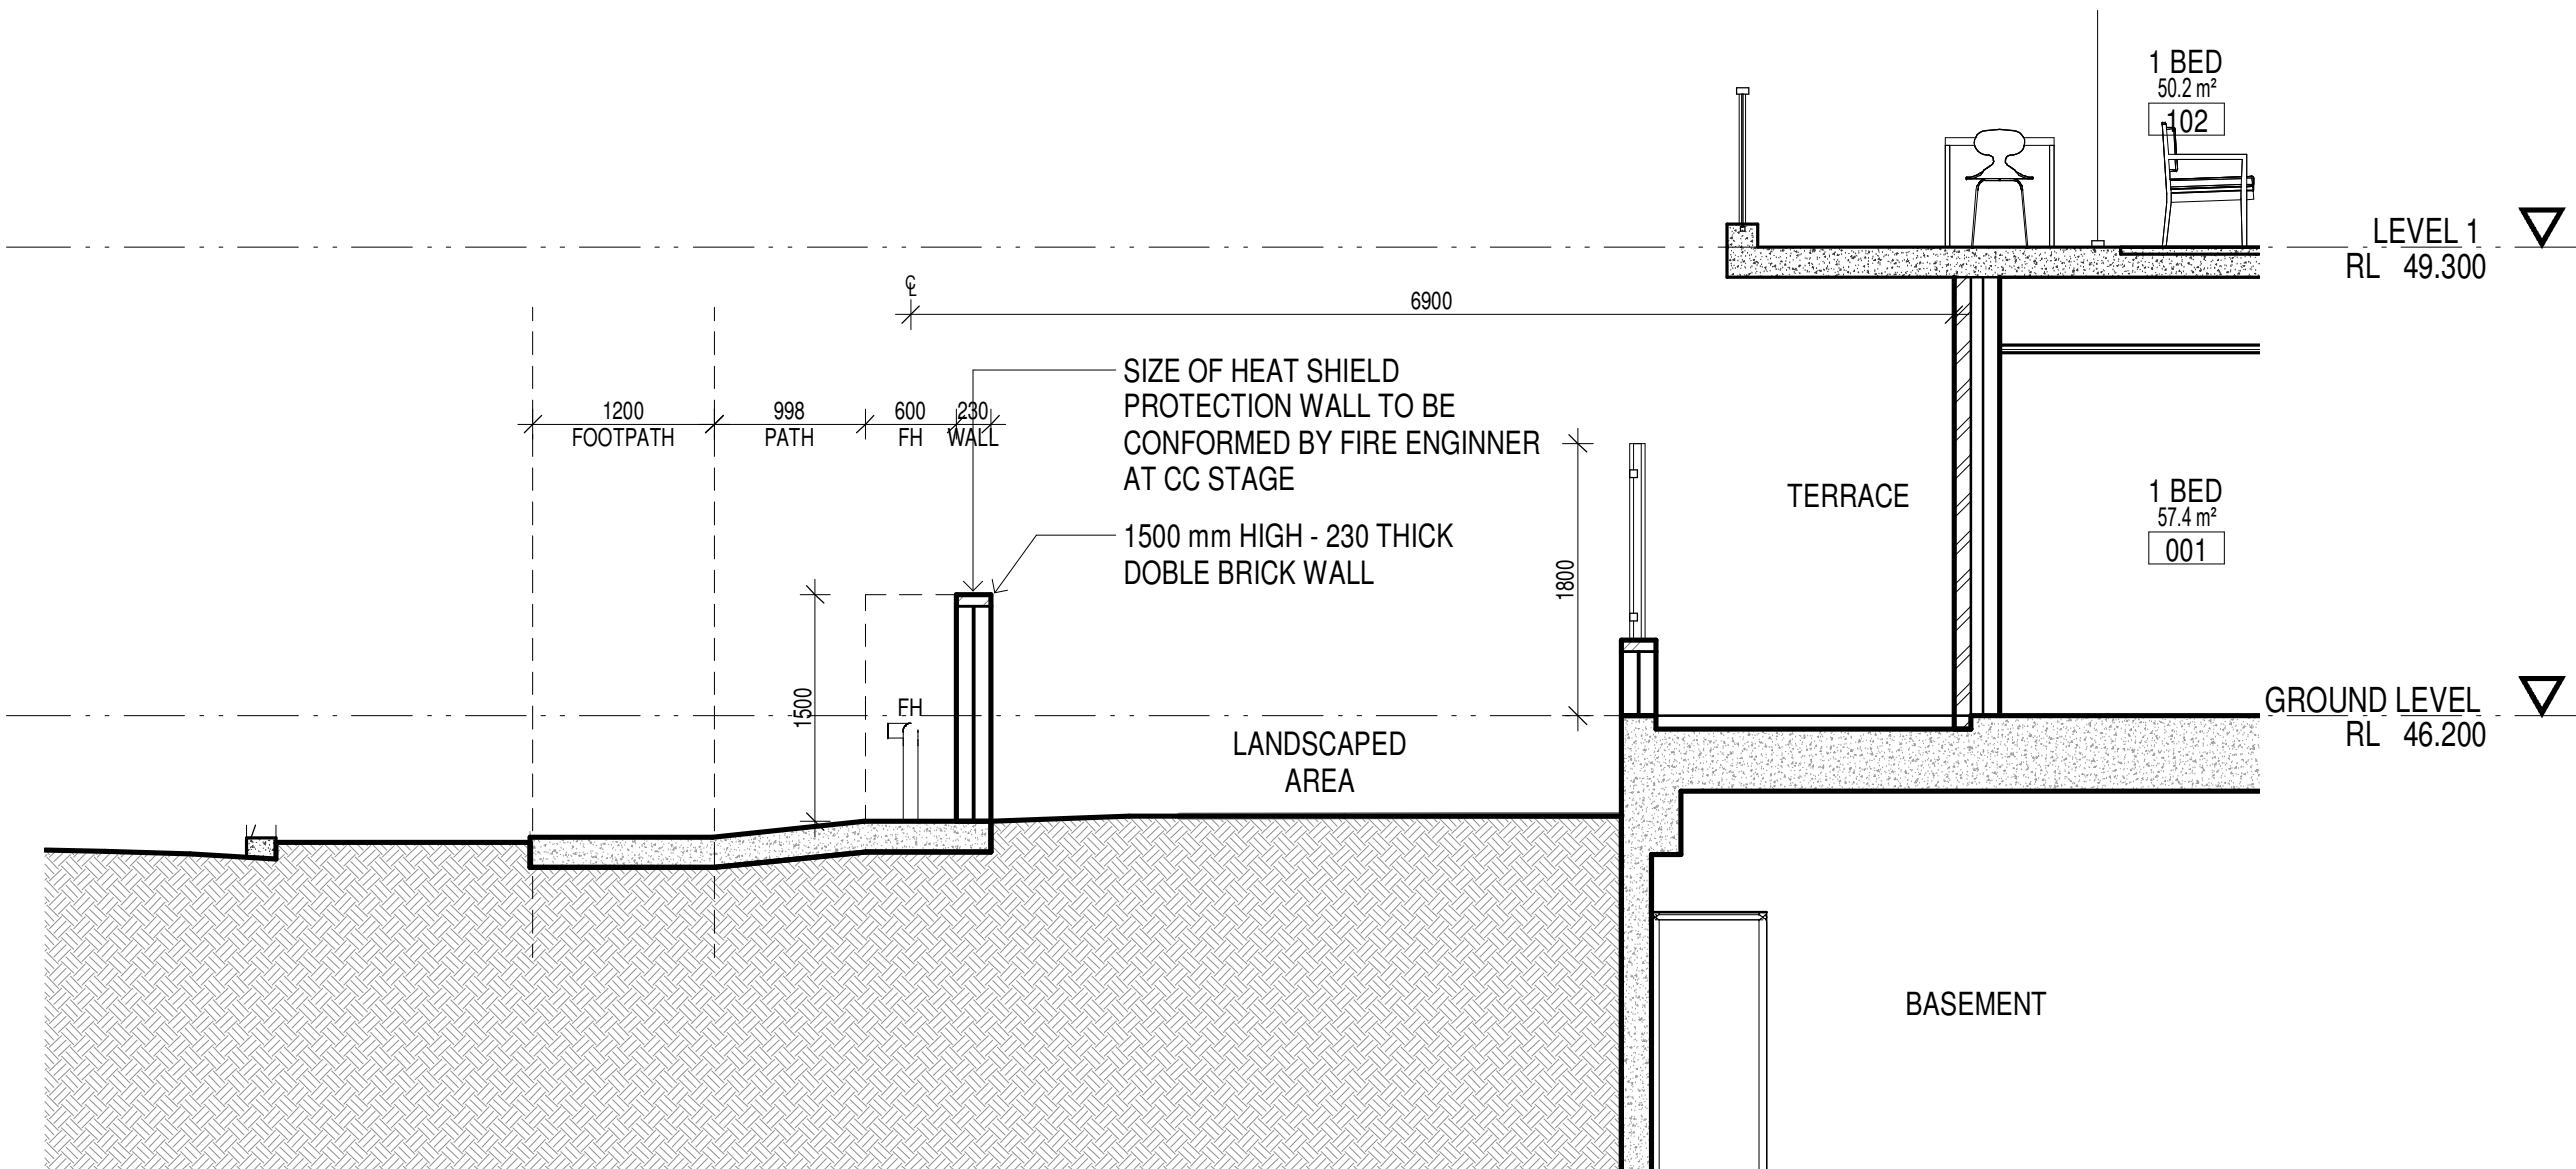 1 BED
50.2 m²
102
LEVEL 1
RL 49.300
℄
6900
SIZE OF HEAT SHIELD
PROTECTION WALL TO BE
CONFORMED BY FIRE ENGINNER
AT CC STAGE
1200
FOOTPATH
998
PATH
600
FH
230
WALL
1500 mm HIGH - 230 THICK
DOBLE BRICK WALL
1800
TERRACE
1 BED
57.4 m²
001
1500
FH
GROUND LEVEL
RL 46.200
LANDSCAPED
AREA
BASEMENT